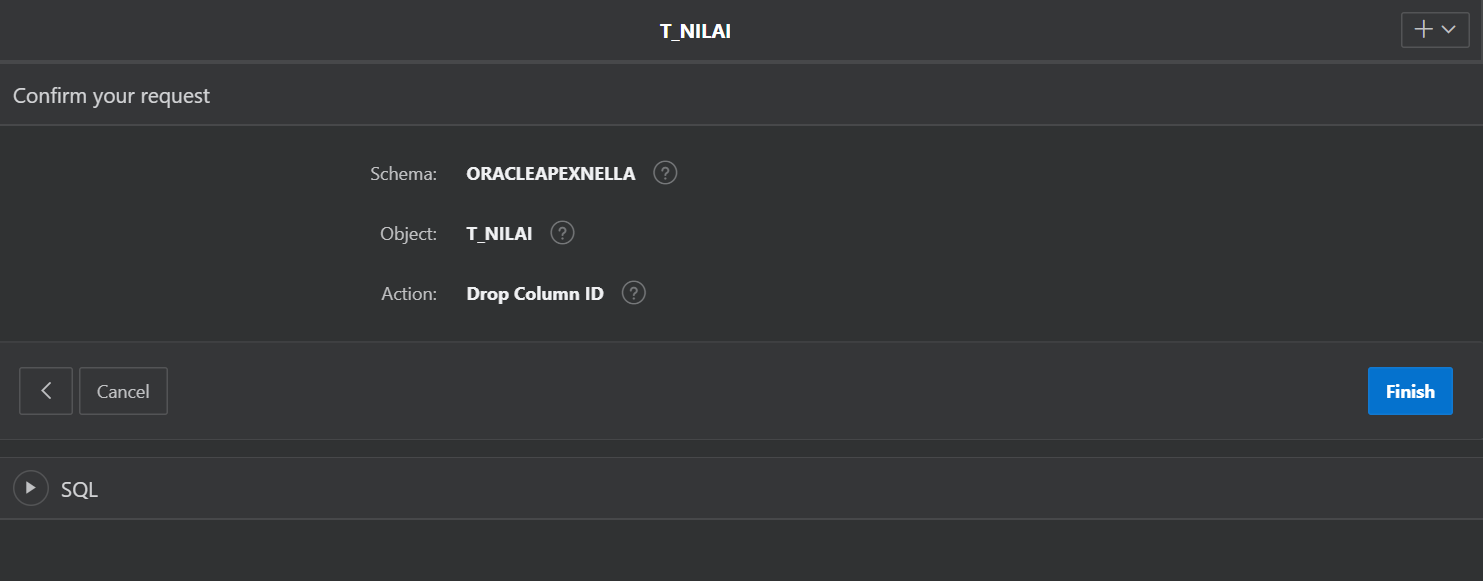 T_NILAI
Confirm your request
Schema: ORACLEAPEXNELLA ?
Object: T_NILAI ?
Action: Drop Column ID ?
Cancel Finish
SQL